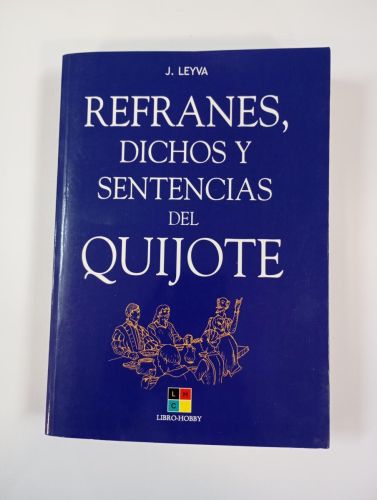 J. LEYVA
REFRANES,
DICHOS Y
SENTENCIAS
DEL
QUIJOTE
L H
C
LIBRO-HOBBY